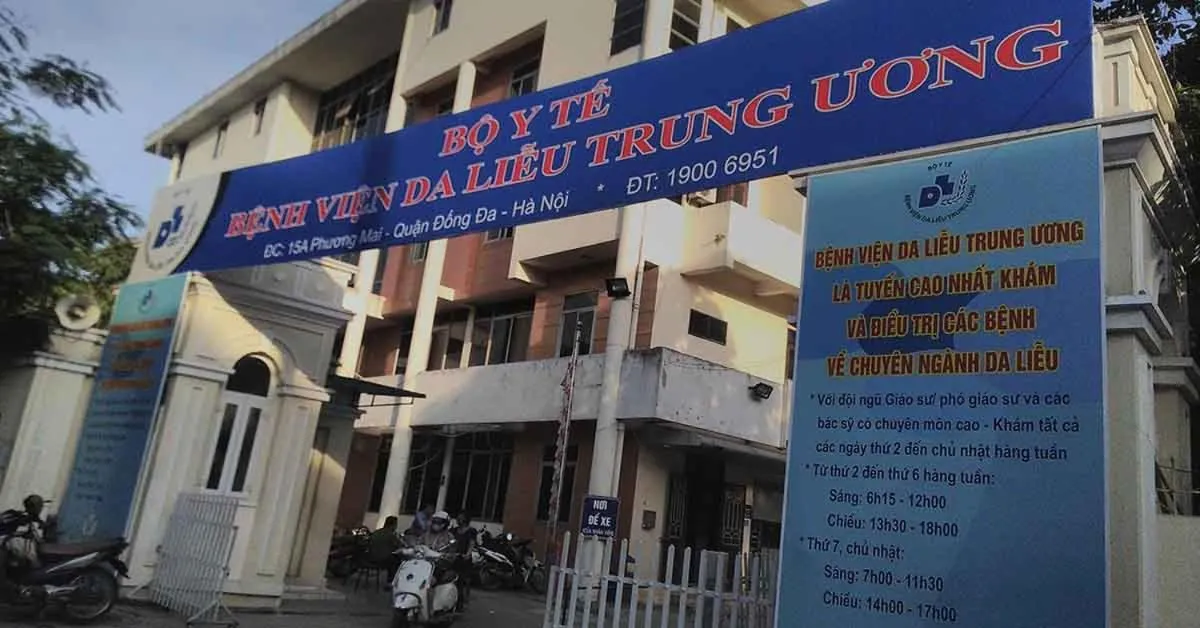 BỘ Y TẾ
BỆNH VIỆN DA LIỄU TRUNG ƯƠNG
ĐC: 15A Phương Mai - Quận Đống Đa - Hà Nội * ĐT: 1900 6951
BỘ Y TẾ
BỆNH VIỆN DA LIỄU TRUNG ƯƠNG
BỆNH VIỆN DA LIỄU TRUNG ƯƠNG
LÀ TUYẾN CAO NHẤT KHÁM
VÀ ĐIỀU TRỊ CÁC BỆNH
VỀ CHUYÊN NGÀNH DA LIỄU
* Với đội ngũ Giáo sư/ phó giáo sư và các
bác sỹ có chuyên môn cao - Khám tất cả
các ngày thứ 2 đến chủ nhật hàng tuần
* Từ thứ 2 đến thứ 6 hàng tuần:
Sáng: 6h15 - 12h00
Chiều: 13h30 - 18h00
* Thứ 7, chủ nhật:
Sáng: 7h00 - 11h30
Chiều: 14h00 - 17h00
NƠI
ĐỂ XE